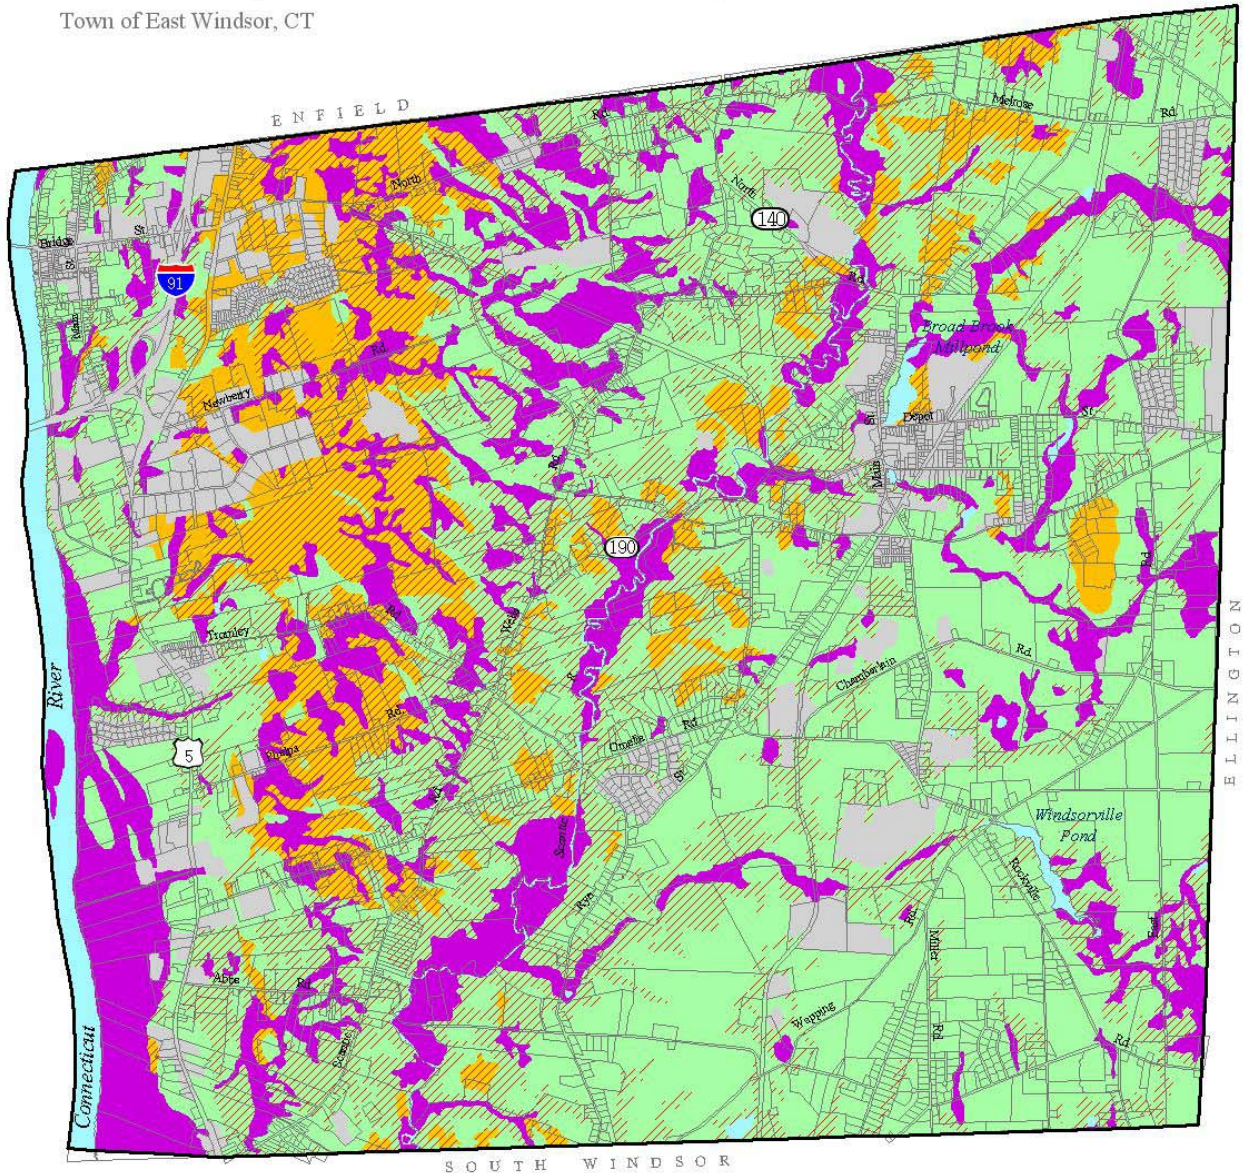 Town of East Windsor, CT
ENFIELD
Rd.
Melrose
Rd.
North
North
140
Bridge
St
St
91
Main
Rd.
Broad Brook
Millpond
Rd.
Newberry
St
Depot
St
Rd.
Main
190
Rd.
Rd.
Tromley
Wells
Chamberlain
Rd.
River
ELLINGTON
Rd.
Omelia
Rd
5
Phelps
St
Rd.
Windsorville
Pond
Scantic
Rockville
Rye
Rd.
East
Miller
Abbe
Rd.
Wapping
Rd
Rd
Scantic
Connecticut
SOUTH WINDSOR